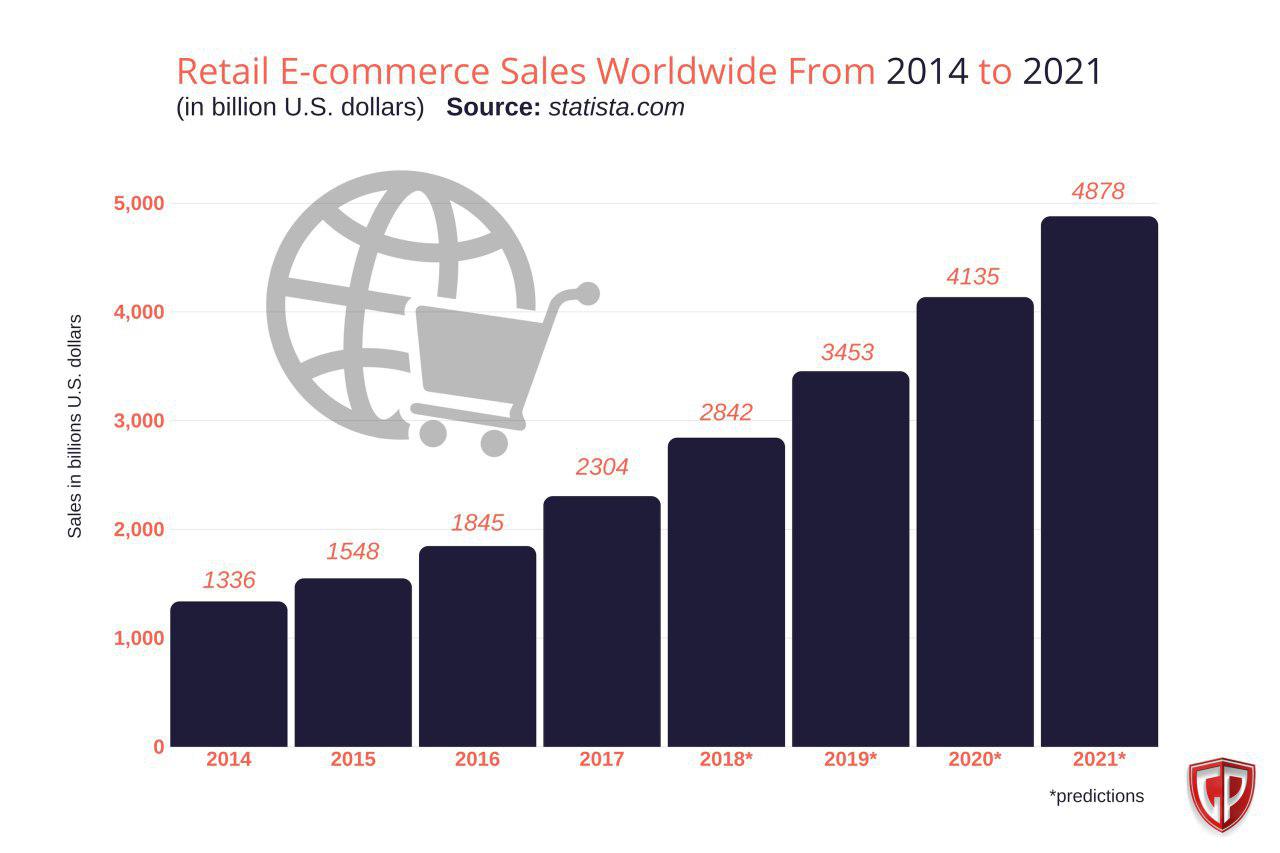 Retail E-commerce Sales Worldwide From 2014 to 2021
(in billion U.S. dollars) Source: statista.com
Sales in billions U.S. dollars
5,000
4,000
3,000
2,000
1,000
0
1336
1548
1845
2304
2842
3453
4135
4878
2014 2015 2016 2017 2018* 2019* 2020* 2021*
*predictions